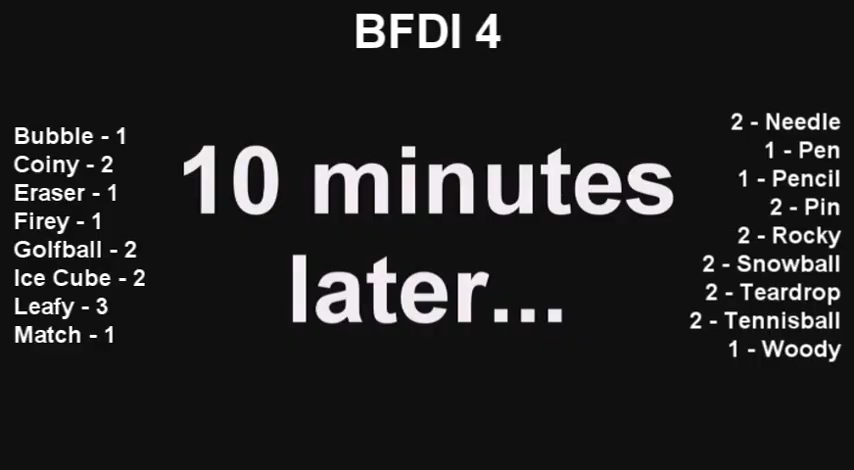 BFDI 4
Bubble - 1
Coiny - 2
Eraser - 1
Firey - 1
Golfball - 2
Ice Cube - 2
Leafy - 3
Match - 1
10 minutes
later...
2 - Needle
1 - Pen
1 - Pencil
2 - Pin
2 - Rocky
2 - Snowball
2 - Teardrop
2 - Tennisball
1 - Woody